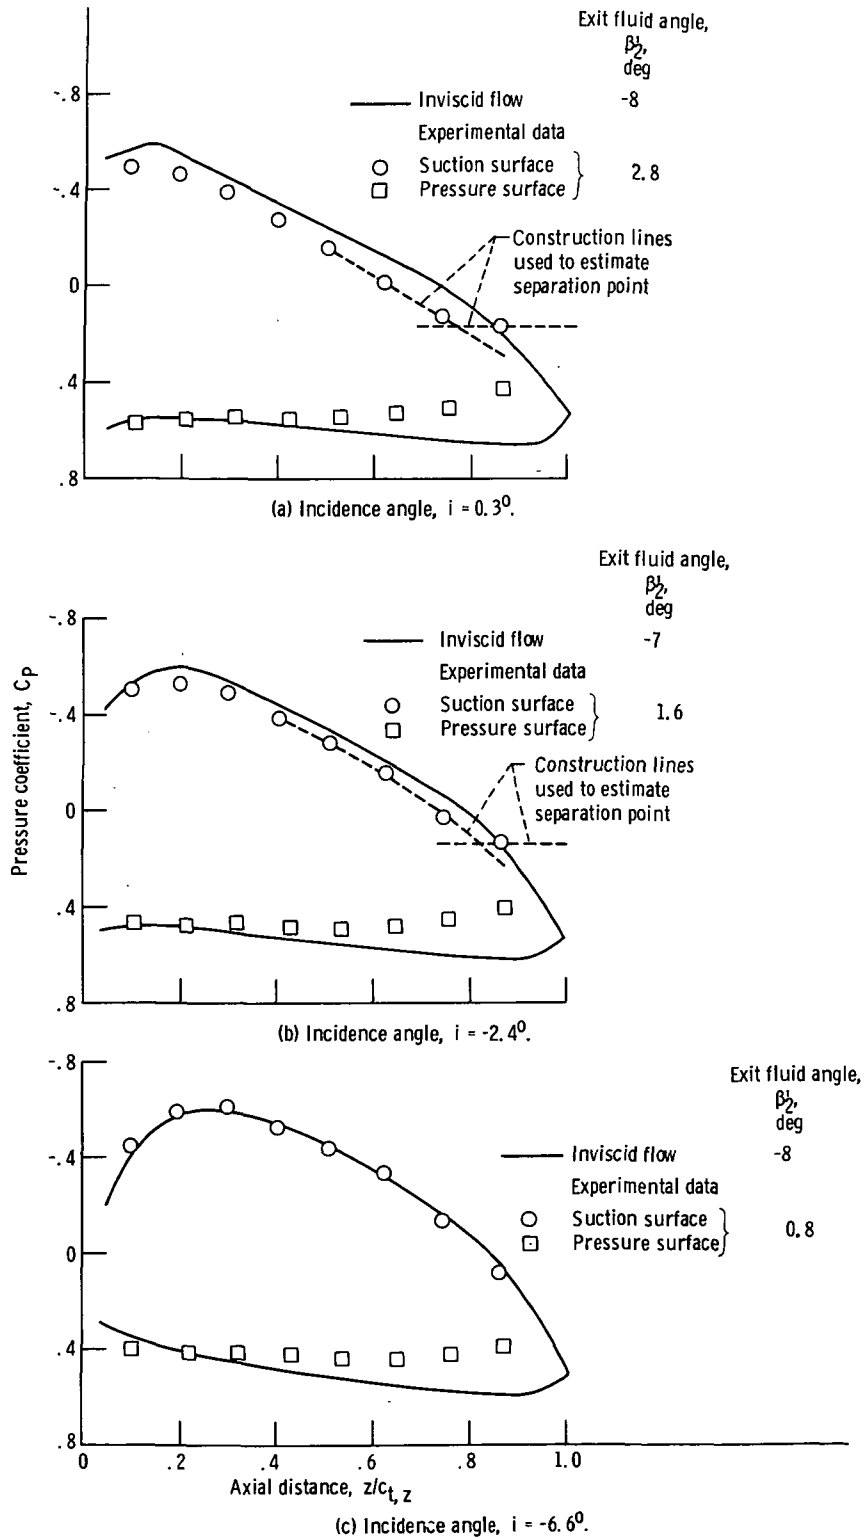 Exit fluid angle,
β′2,
deg
-.8
Inviscid flow
-8
Experimental data
Suction surface
Pressure surface
2.8
-.4
Construction lines
used to estimate
separation point
0
.4
.8
(a) Incidence angle, i = 0.3°.
Exit fluid angle,
β′2,
deg
-.8
Inviscid flow
-7
Experimental data
Suction surface
Pressure surface
1.6
-.4
Construction lines
used to estimate
separation point
Pressure coefficient, Cp
0
.4
.8
(b) Incidence angle, i = -2.4°.
-.8
Exit fluid angle,
β′2,
deg
Inviscid flow
-8
-.4
Experimental data
Suction surface
Pressure surface
0.8
0
.4
.8
0 .2 .4 .6 .8 1.0
Axial distance, z/ct, z
(c) Incidence angle, i = -6.6°.